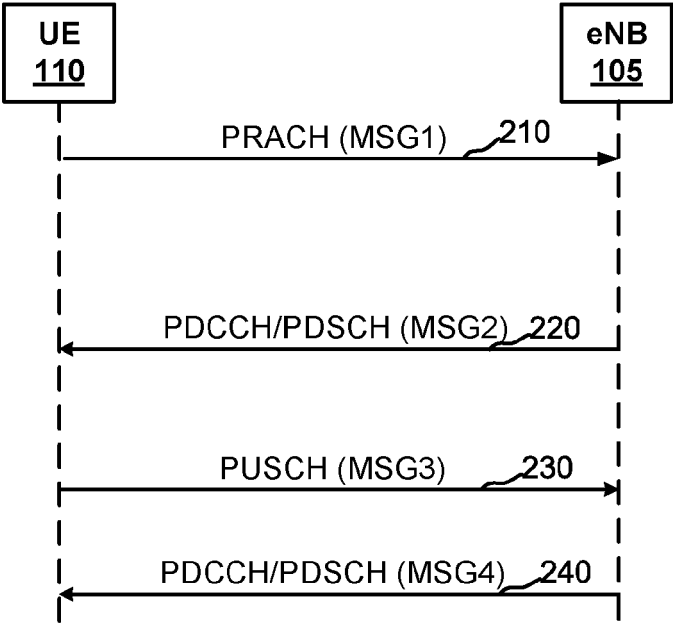 UE
110
eNB
105
PRACH (MSG1) 210
PDCCH/PDSCH (MSG2) 220
PUSCH (MSG3) 230
PDCCH/PDSCH (MSG4) 240